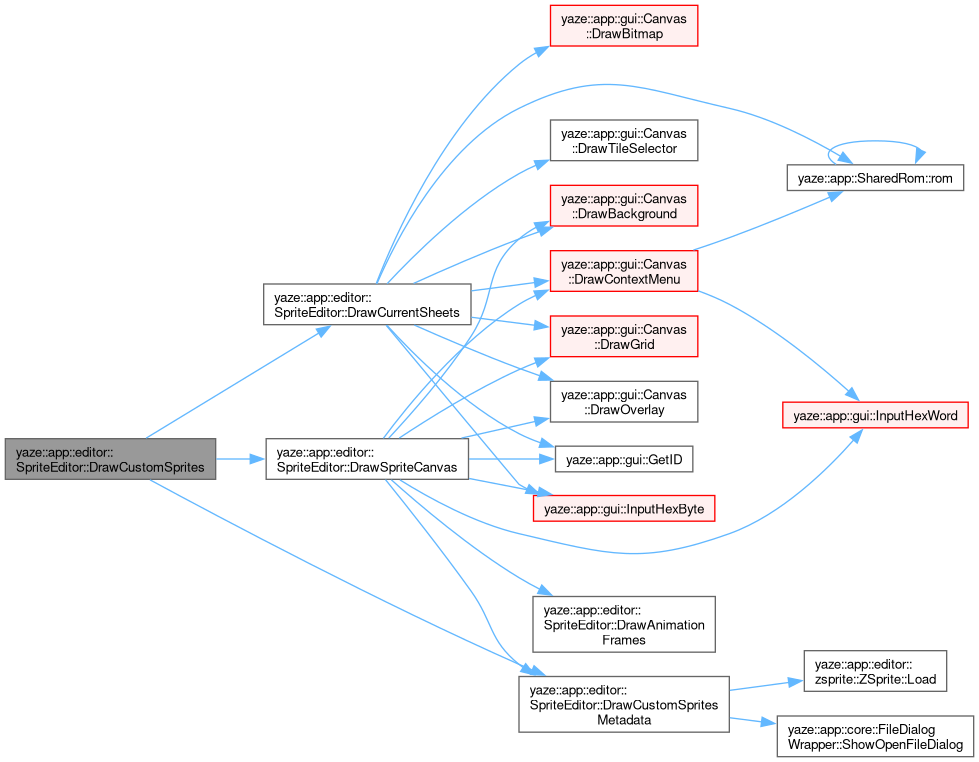 yaze::app::gui::Canvas
::DrawBitmap
yaze::app::gui::Canvas
::DrawTileSelector
yaze::app::SharedRom::rom
yaze::app::gui::Canvas
::DrawBackground
yaze::app::gui::Canvas
::DrawContextMenu
yaze::app::editor::
SpriteEditor::DrawCurrentSheets
yaze::app::gui::Canvas
::DrawGrid
yaze::app::gui::Canvas
::DrawOverlay
yaze::app::gui::InputHexWord
yaze::app::editor::
SpriteEditor::DrawCustomSprites
yaze::app::editor::
SpriteEditor::DrawSpriteCanvas
yaze::app::gui::GetID
yaze::app::gui::InputHexByte
yaze::app::editor::
SpriteEditor::DrawAnimation
Frames
yaze::app::editor::
zsprite::ZSprite::Load
yaze::app::editor::
SpriteEditor::DrawCustomSprites
Metadata
yaze::app::core::FileDialog
Wrapper::ShowOpenFileDialog